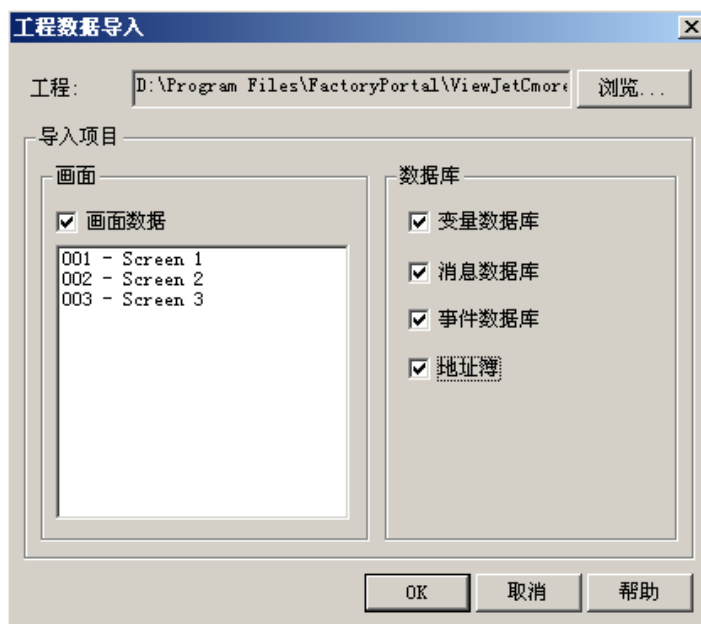 工程数据导入
工程: D:\Program Files\FactoryPortal\ViewJetCmore 浏览...
导入项目
画面
画面数据
001 - Screen 1
002 - Screen 2
003 - Screen 3
数据库
变量数据库
消息数据库
事件数据库
地址簿
OK 取消 帮助